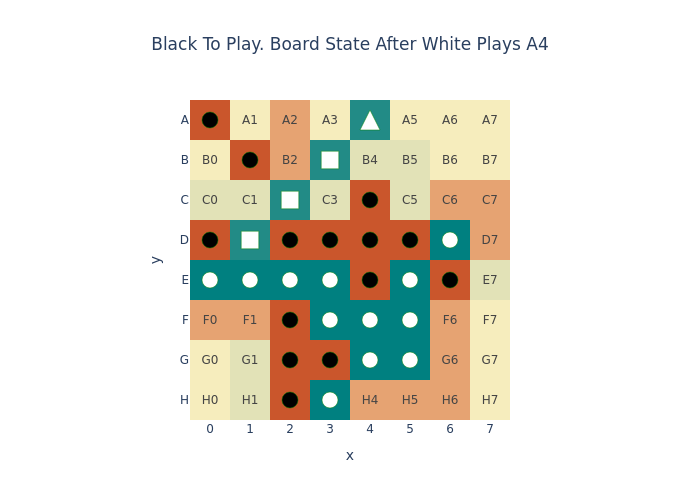 Black To Play. Board State After White Plays A4
A A1 A2 A3 A5 A6 A7
B B0 B2 B4 B5 B6 B7
C C0 C1 C3 C5 C6 C7
D D7
y
E E7
F F0 F1 F6 F7
G G0 G1 G6 G7
H H0 H1 H4 H5 H6 H7
0 1 2 3 4 5 6 7
x